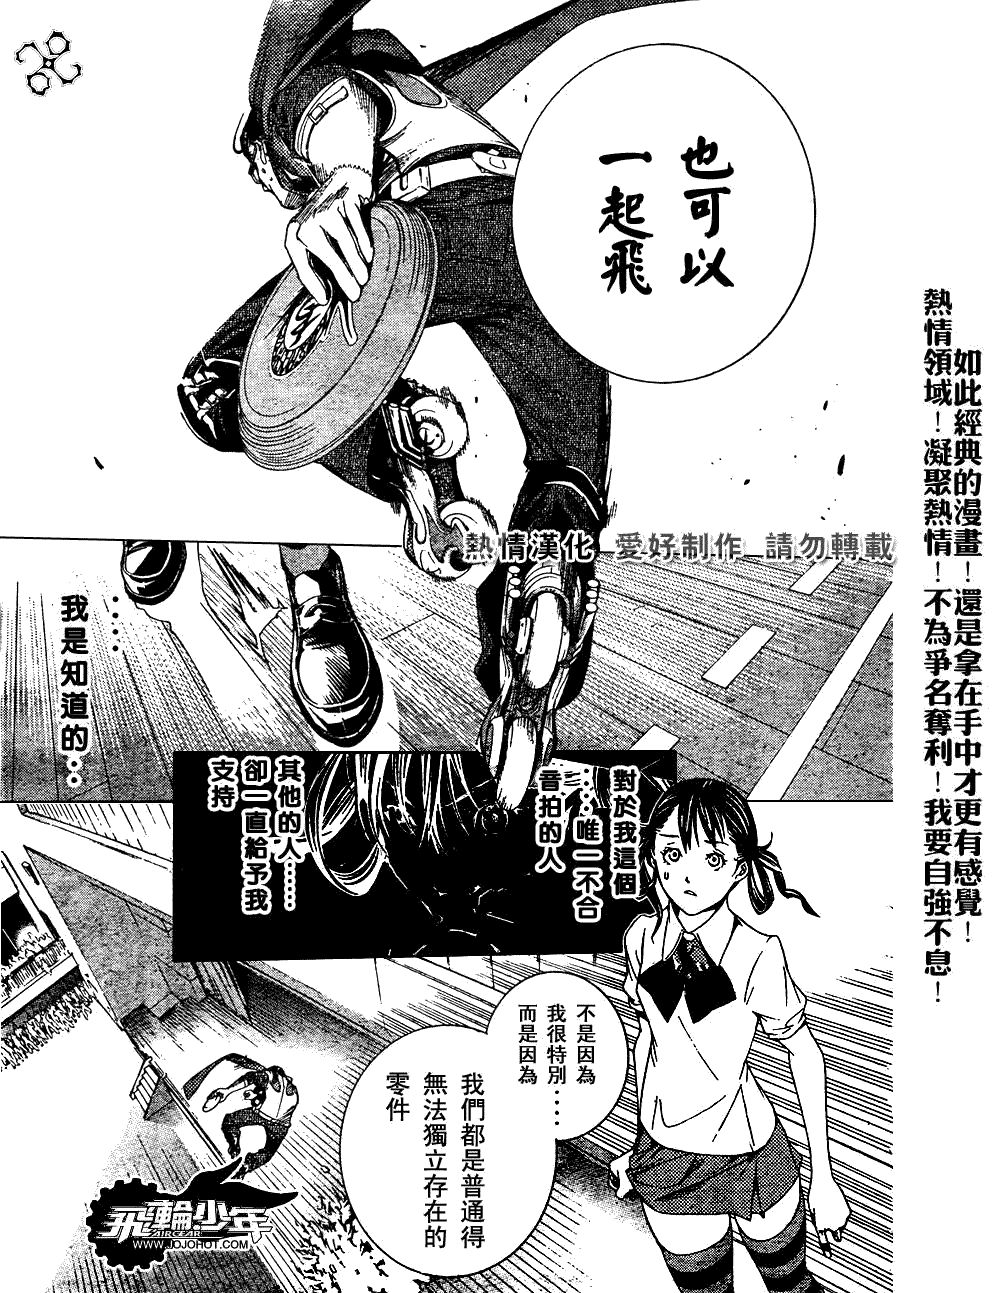 也可以
一起飛
如此經典的漫畫！還是拿在手中才更有感覺！
熱情領域！凝聚熱情！不為爭名奪利！我要自強不息！
熱情漢化 愛好制作 請勿轉載
‥‥
我是知道的‥
對於我這個
‥‥唯一不合
音拍的人
其他的人‥‥
卻一直給予我
支持
不是因為
我很特別‥‥
而是因為
我們都是普通得
無法獨立存在的
零件
飛輪少年
AIRGEAR
WWW.JOJOHOT.COM